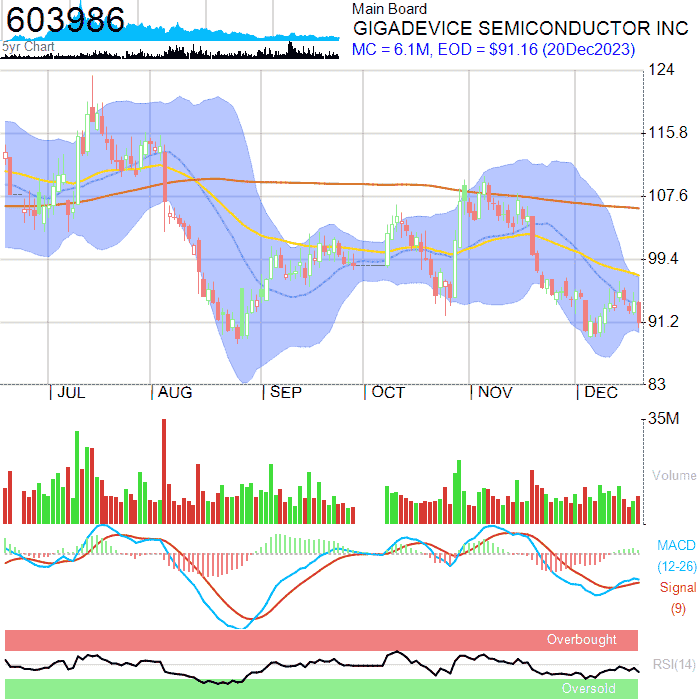 603986
5yr Chart
Main Board
GIGADEVICE SEMICONDUCTOR INC
MC = 6.1M, EOD = $91.16 (20Dec2023)
124
115.8
107.6
99.4
91.2
83
| JUL | AUG | SEP | OCT | NOV | DEC
35M
Volume
MACD
(12-26)
Signal
(9)
Overbought
RSI(14)
Oversold